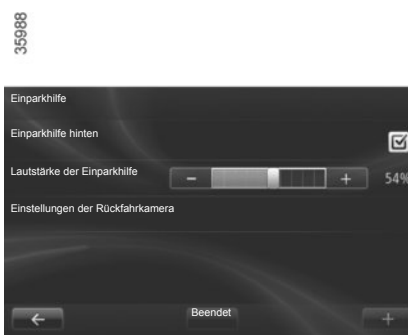 35988
Einparkhilfe
Einparkhilfe hinten
Lautstärke der Einparkhilfe − + 54%
Einstellungen der Rückfahrkamera
Beendet
+